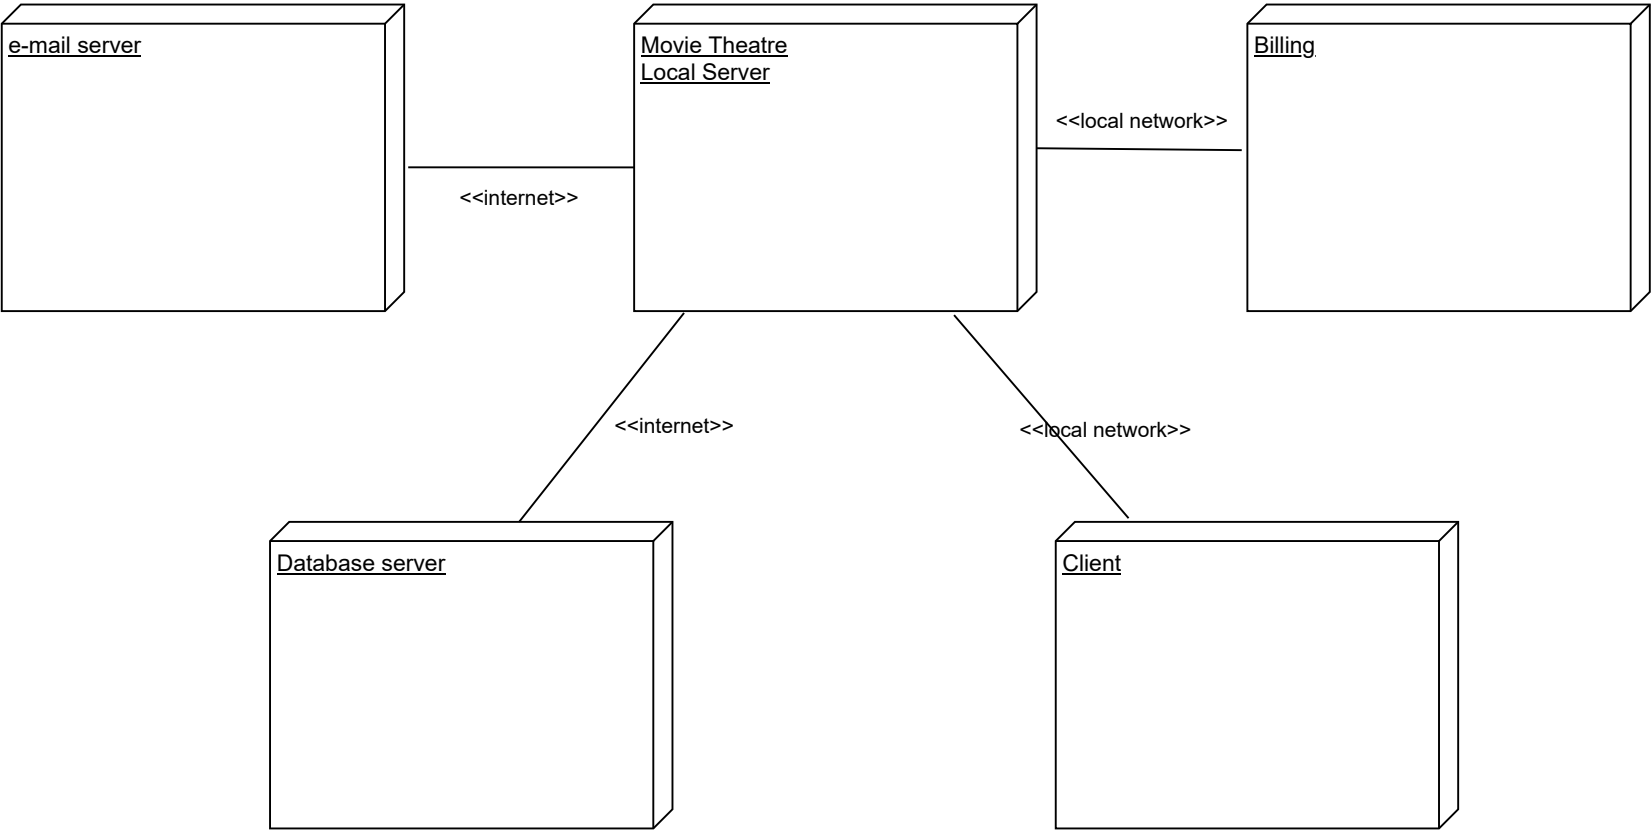 e-mail server
Movie Theatre
Local Server
Billing
<<local network>>
<<internet>>
<<internet>>
<<local network>>
Database server
Client